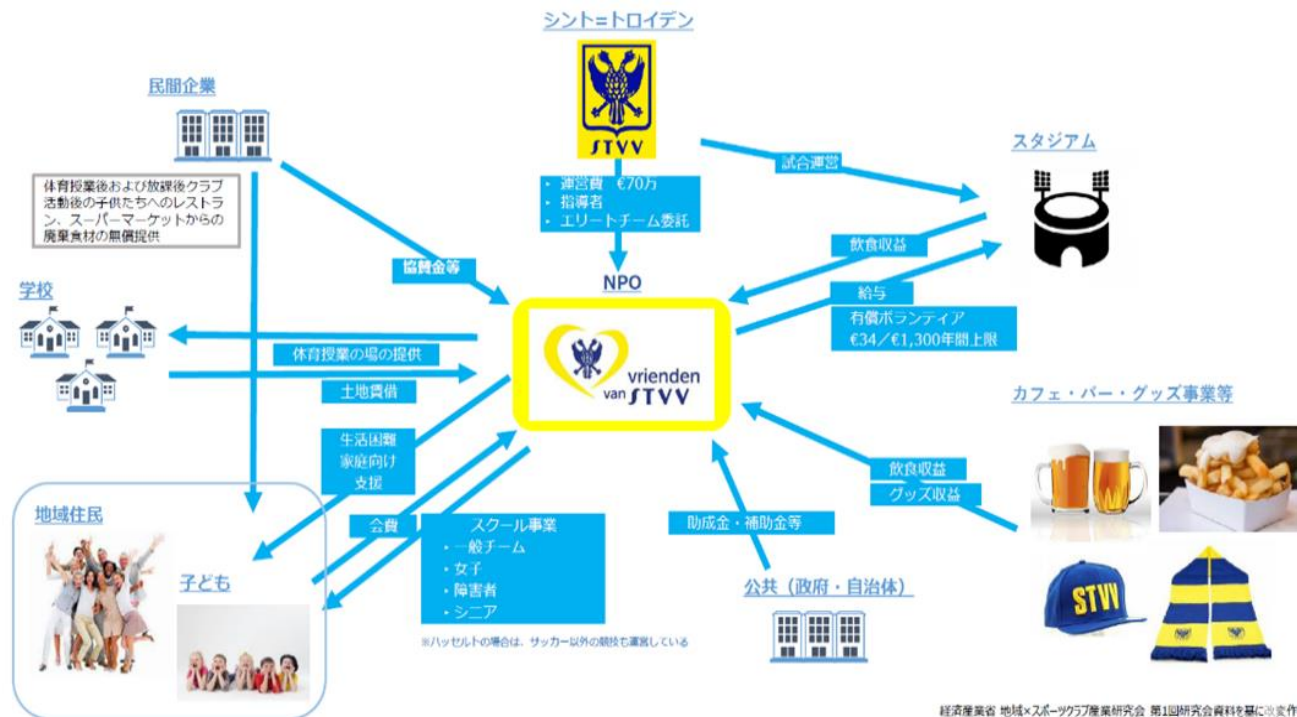 シント=トロイデン
STVV
民間企業
体育授業後および放課後クラブ
活動後の子供たちへのレストラ
ン、スーパーマーケットからの
廃棄食材の無償提供
・ 運営費 €70万
・ 指導者
・ エリートチーム委託
試合運営
スタジアム
飲食収益
協賛金等
NPO
給与
有償ボランティア
€34/€1,300年間上限
学校
体育授業の場の提供
土地賃借
vrienden
van STVV
カフェ・バー・グッズ事業等
生活困難
家庭向け
支援
飲食収益
グッズ収益
地域住民
会費
スクール事業
・一般チーム
・女子
・障害者
・シニア
助成金・補助金等
子ども
公共(政府・自治体)
STVV
※ハッセルトの場合は、サッカー以外の競技も運営している
経済産業省 地域×スポーツクラブ産業研究会 第1回研究会資料を基に改変作